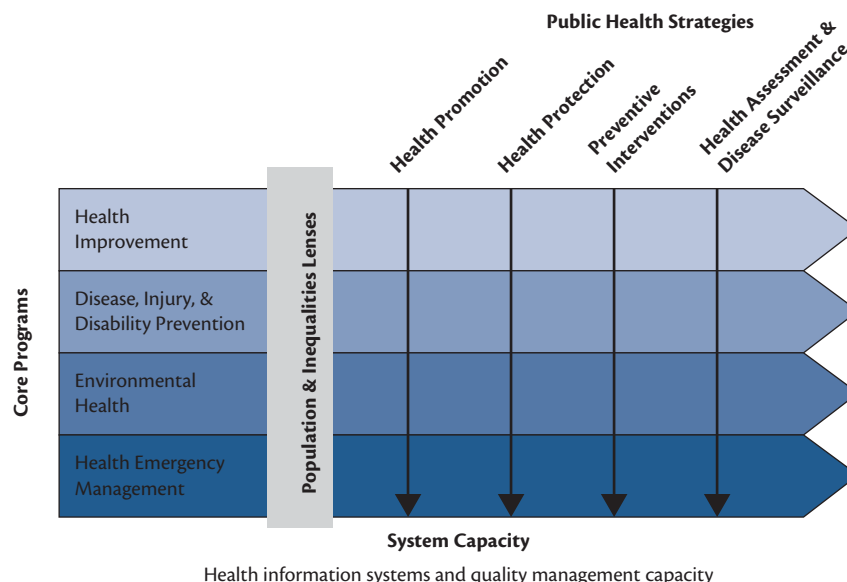 Public Health Strategies
Health Promotion
Health Protection
Preventive
Interventions
Health Assessment &
Disease Surveillance
Core Programs
Health
Improvement
Disease, Injury, &
Disability Prevention
Environmental
Health
Health Emergency
Management
Population & Inequalities Lenses
System Capacity
Health information systems and quality management capacity